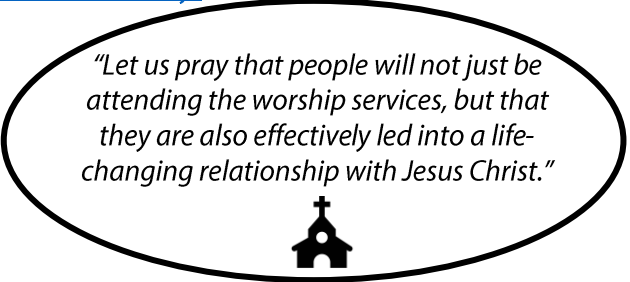 “Let us pray that people will not just be
attending the worship services, but that
they are also effectively led into a life-
changing relationship with Jesus Christ.”